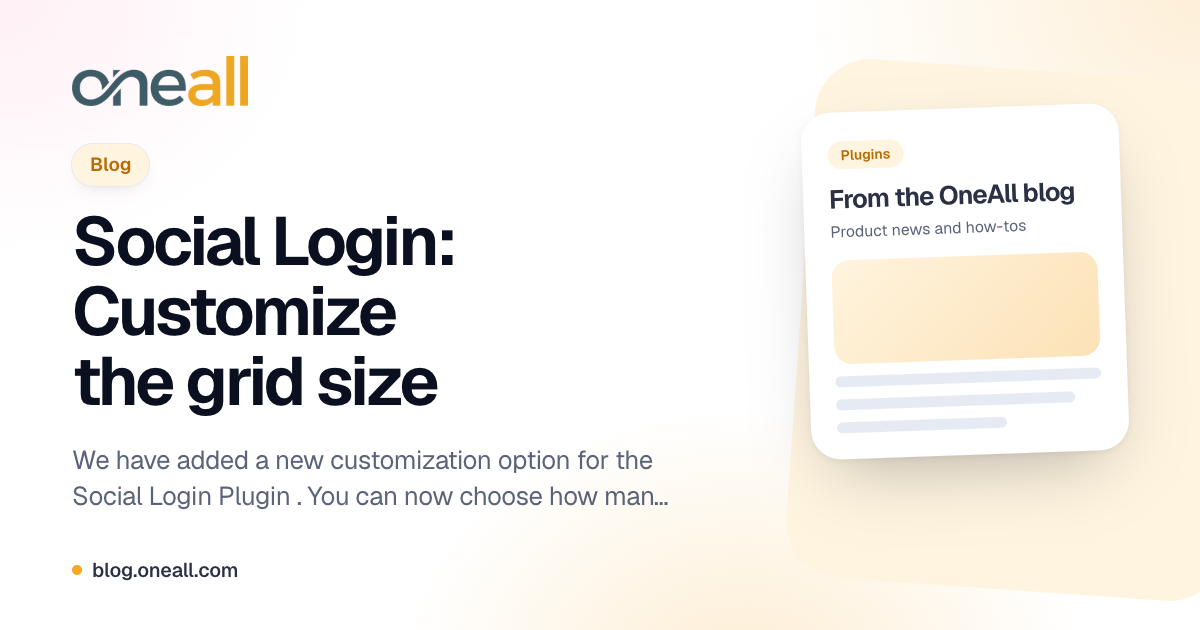 oneall
Blog
Social Login:
Customize
the grid size
We have added a new customization option for the
Social Login Plugin . You can now choose how man...
blog.oneall.com
Plugins
From the OneAll blog
Product news and how-tos